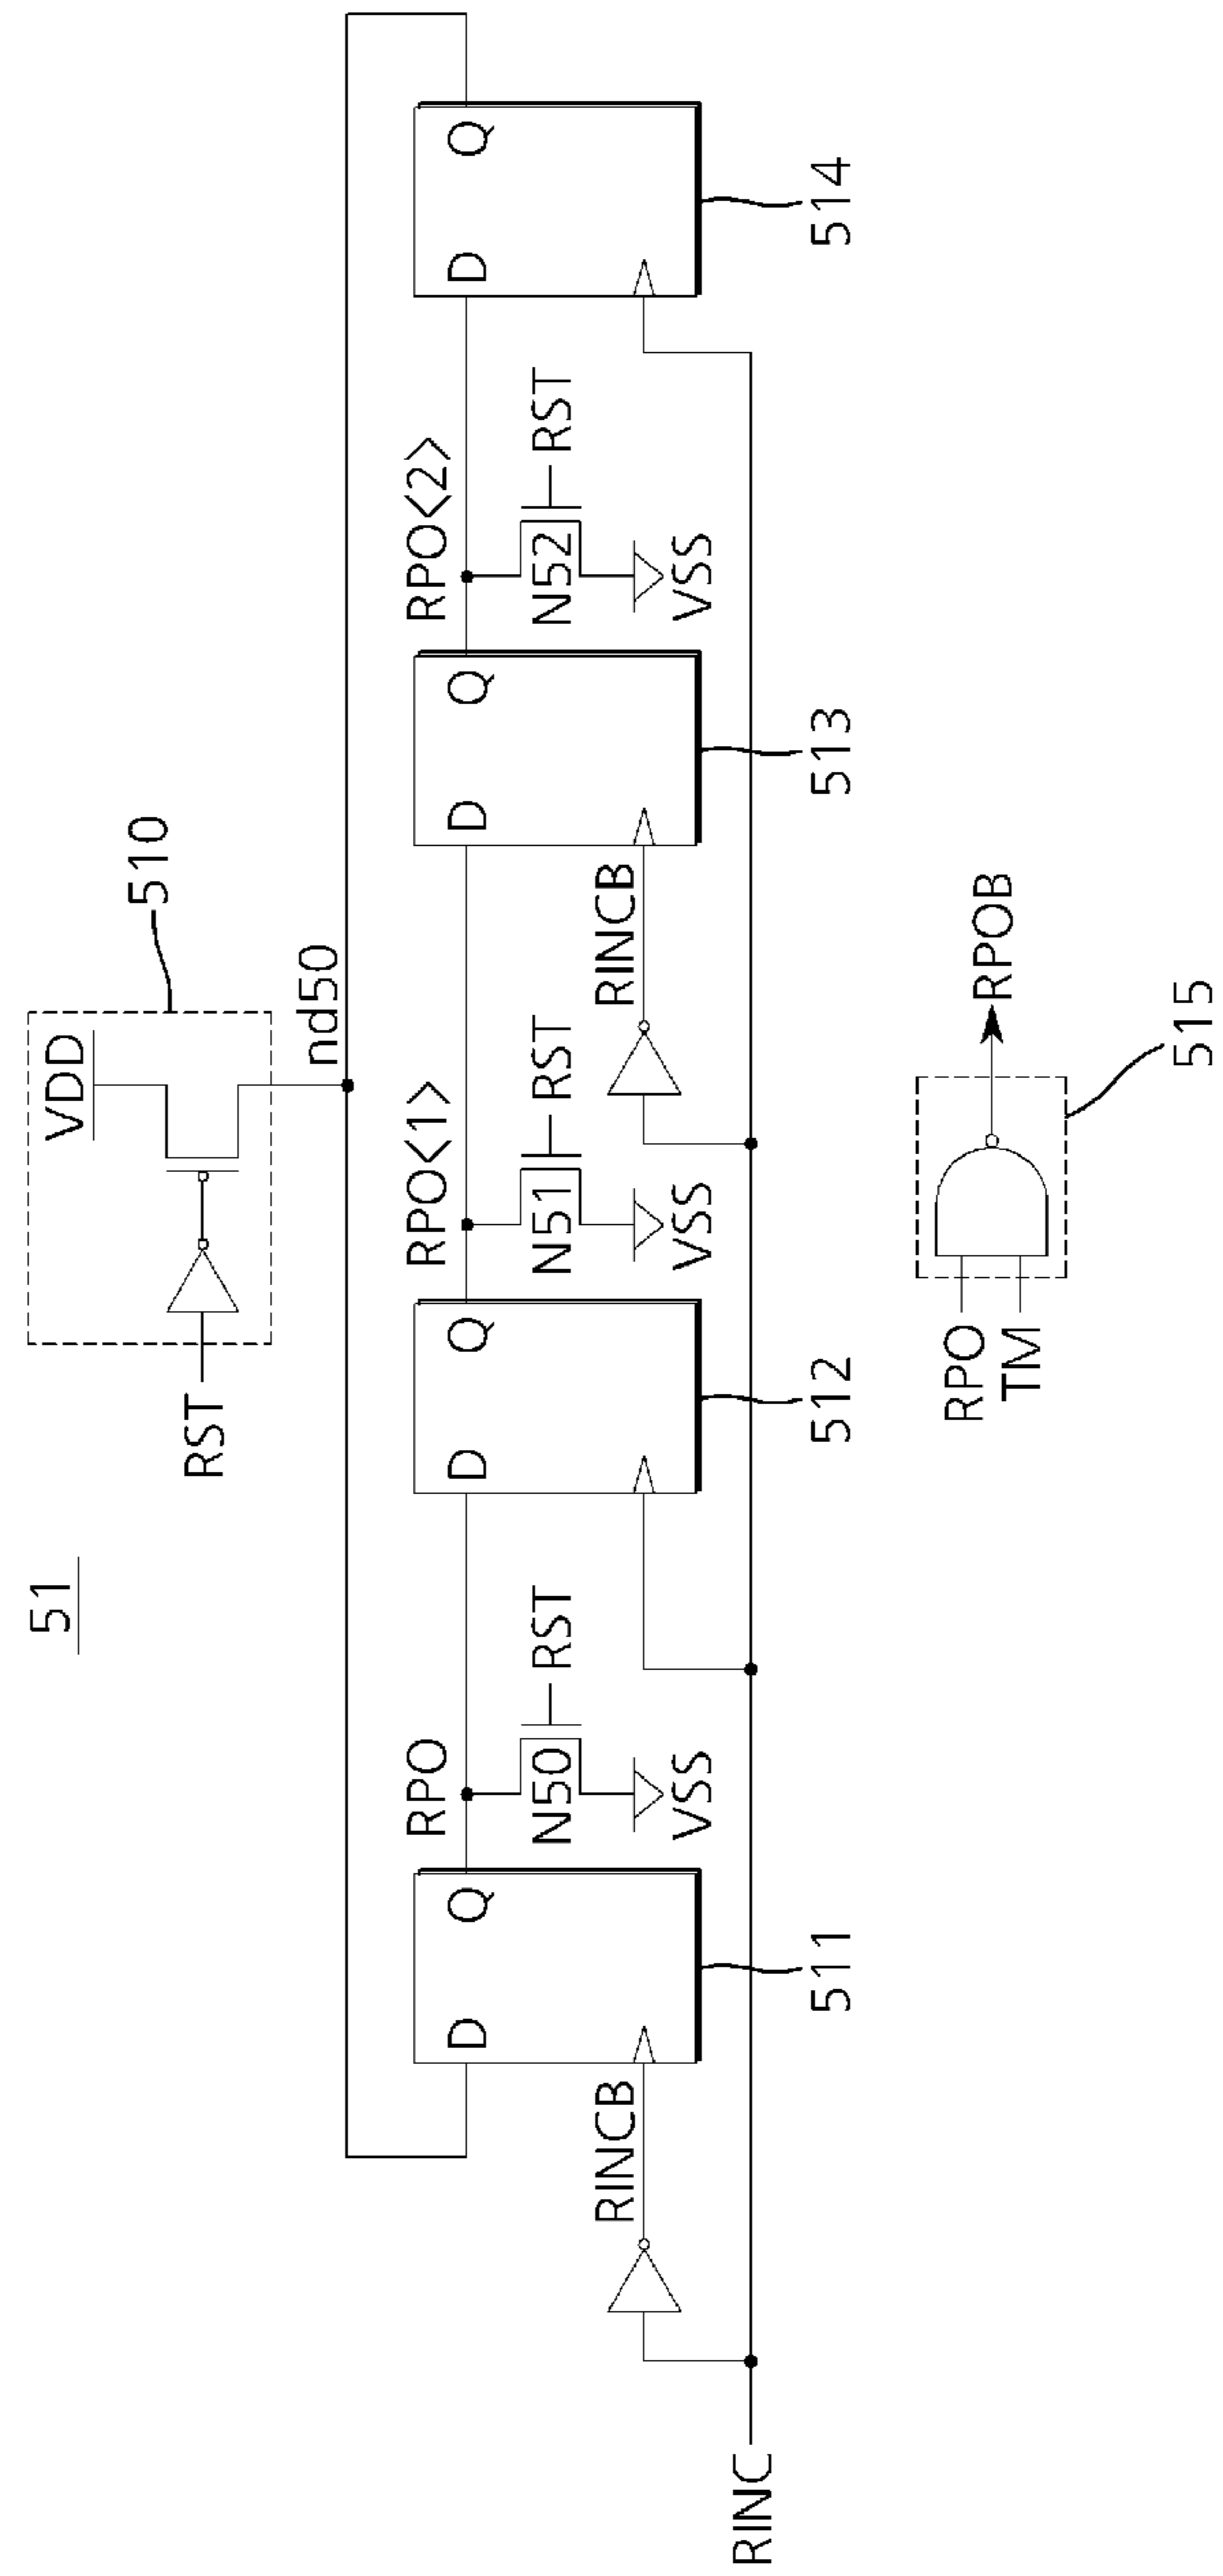 51
VDD
510
RST
nd50
RPO
RPO<1>
RPO<2>
D
Q
D
Q
D
Q
D
Q
N50
RST
N51
RST
N52
RST
RINCB
RINCB
VSS
VSS
VSS
RINC
511
512
513
514
RPO
TM
RPOB
515